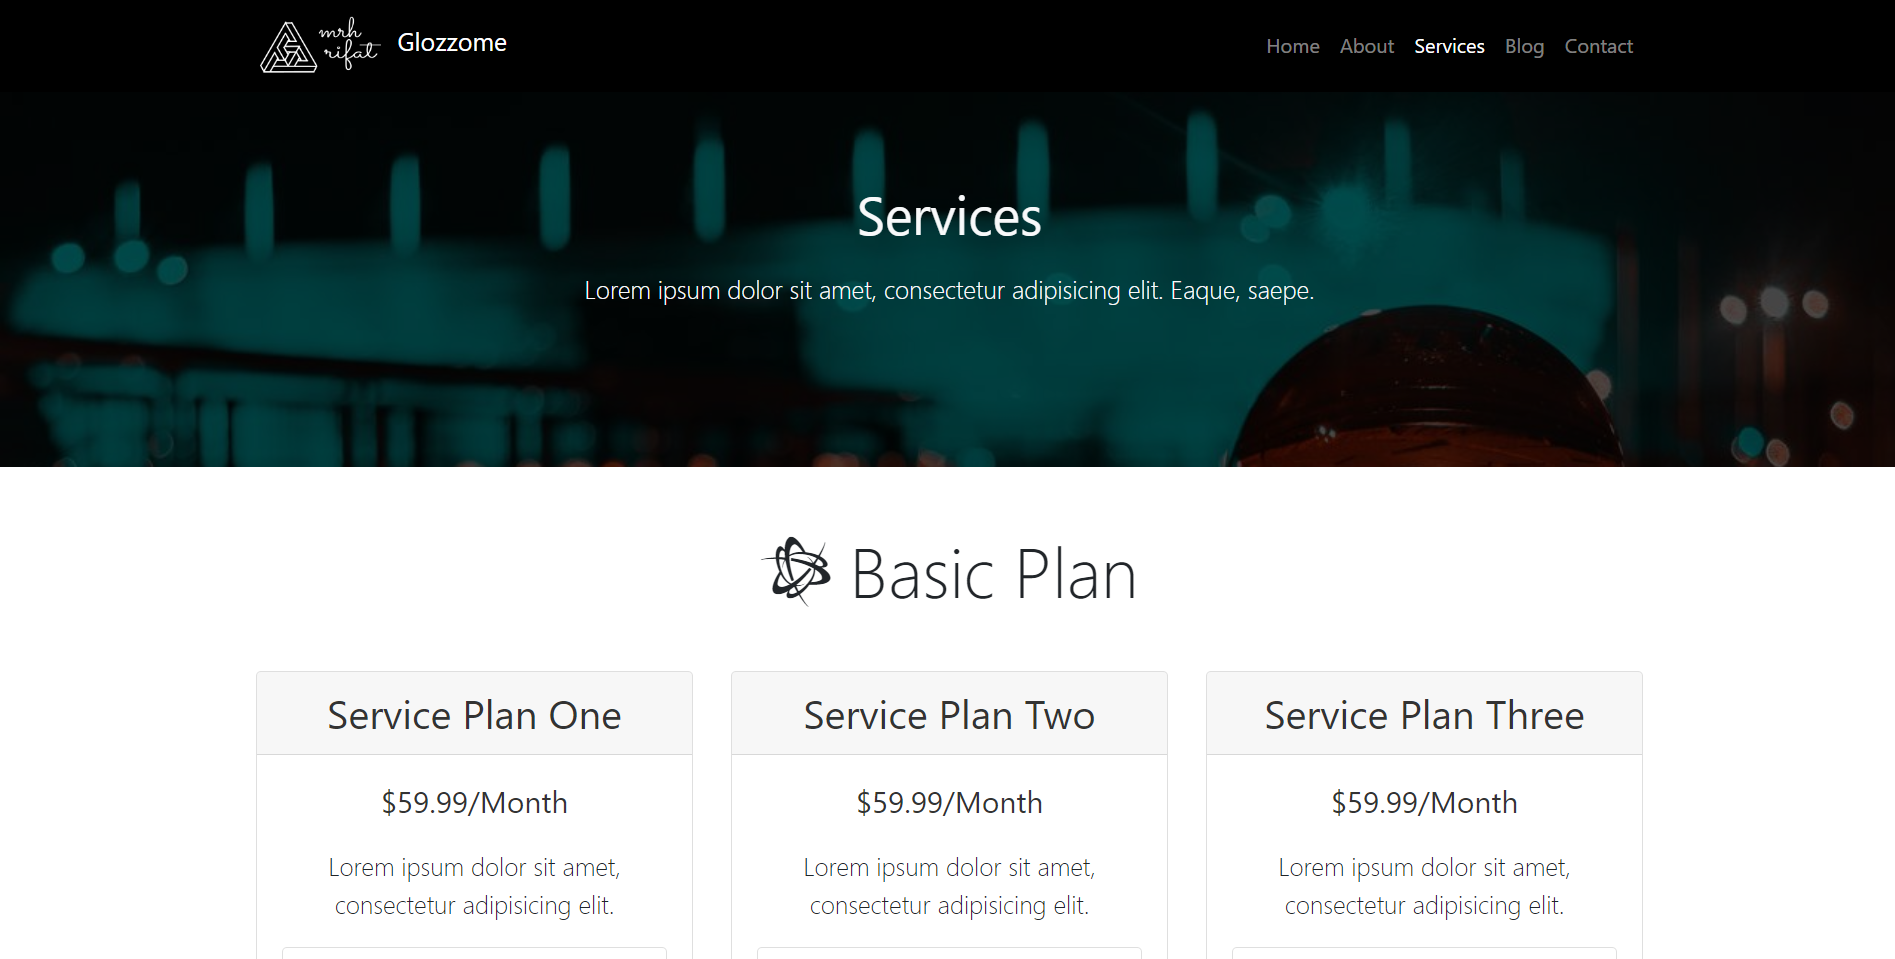 mrh
rifat
Glozzome
Home About Services Blog Contact
Services
Lorem ipsum dolor sit amet, consectetur adipisicing elit. Eaque, saepe.
Basic Plan
Service Plan One
$59.99/Month
Lorem ipsum dolor sit amet,
consectetur adipisicing elit.
Service Plan Two
$59.99/Month
Lorem ipsum dolor sit amet,
consectetur adipisicing elit.
Service Plan Three
$59.99/Month
Lorem ipsum dolor sit amet,
consectetur adipisicing elit.